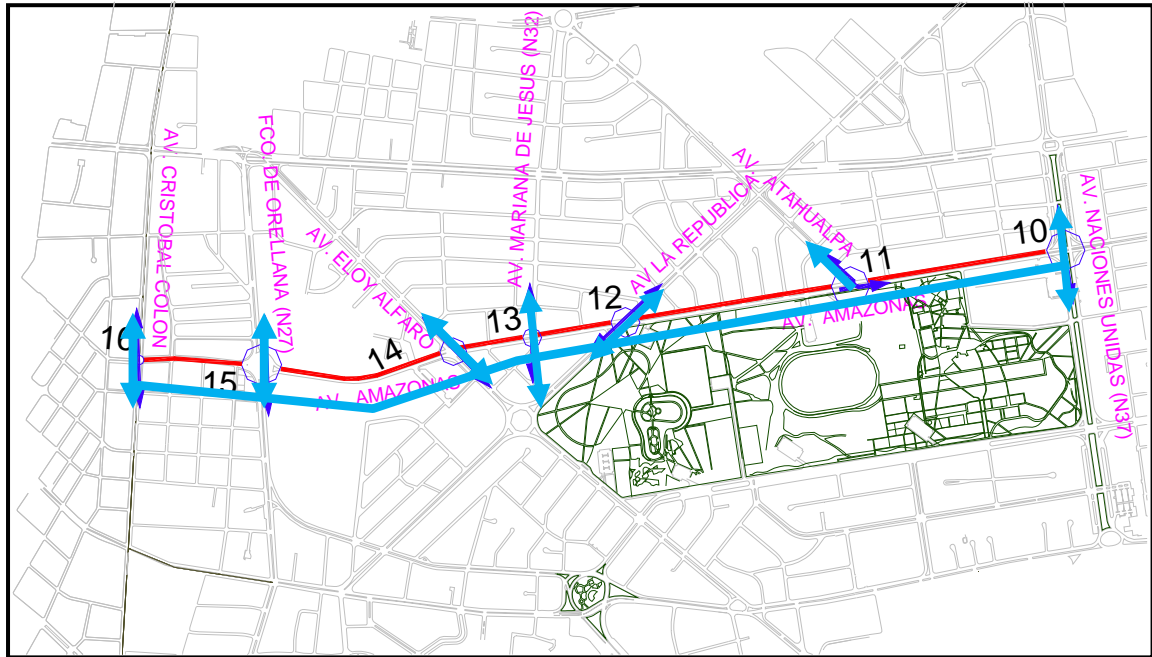 AV. CRISTOBAL COLON
FCO. DE ORELLANA (N27)
AV. ELOY ALFARO
AV. MARIANA DE JESUS (N32)
AV LA REPUBLICA
AV. ATAHUALPA
AV. NACIONES UNIDAS (N37)
10
11
12
13
14
15
16
AV. AMAZONAS
AV. AMAZONAS